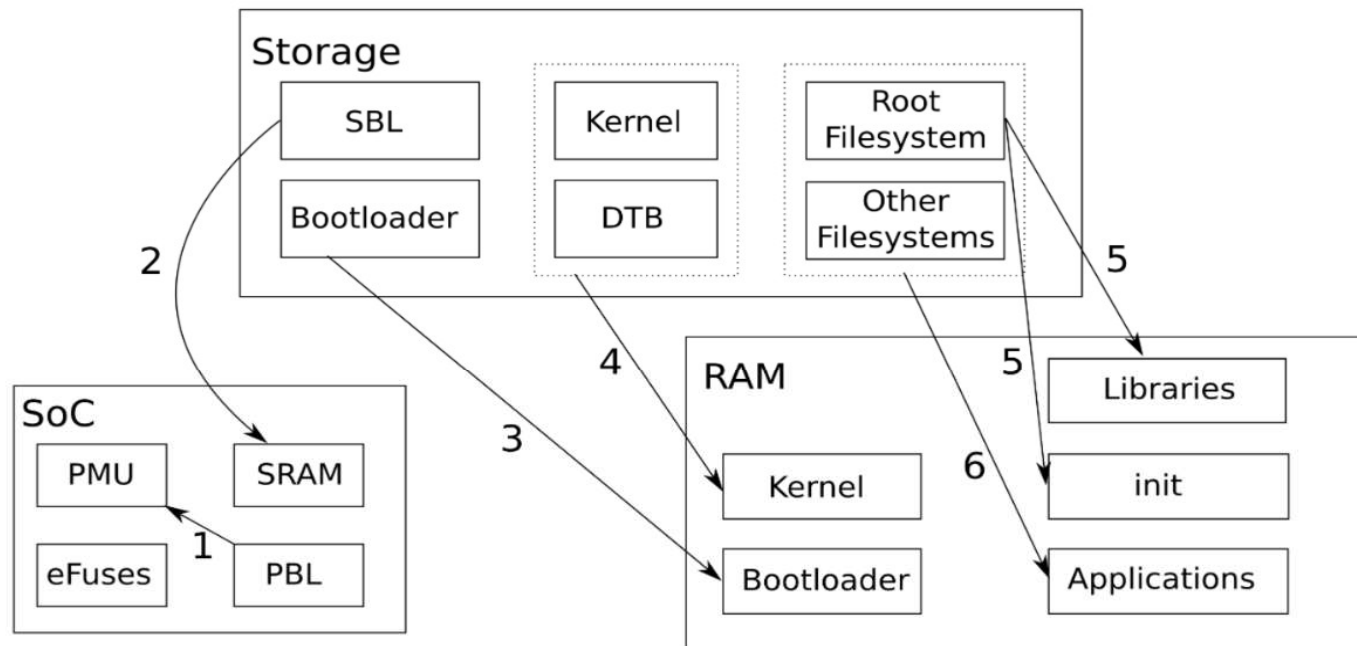 Storage
SBL
Kernel
Root
Filesystem
Bootloader
DTB
Other
Filesystems
2
5
4
5
RAM
Libraries
SoC
3
PMU
SRAM
6
Kernel
init
1
eFuses
PBL
Bootloader
Applications